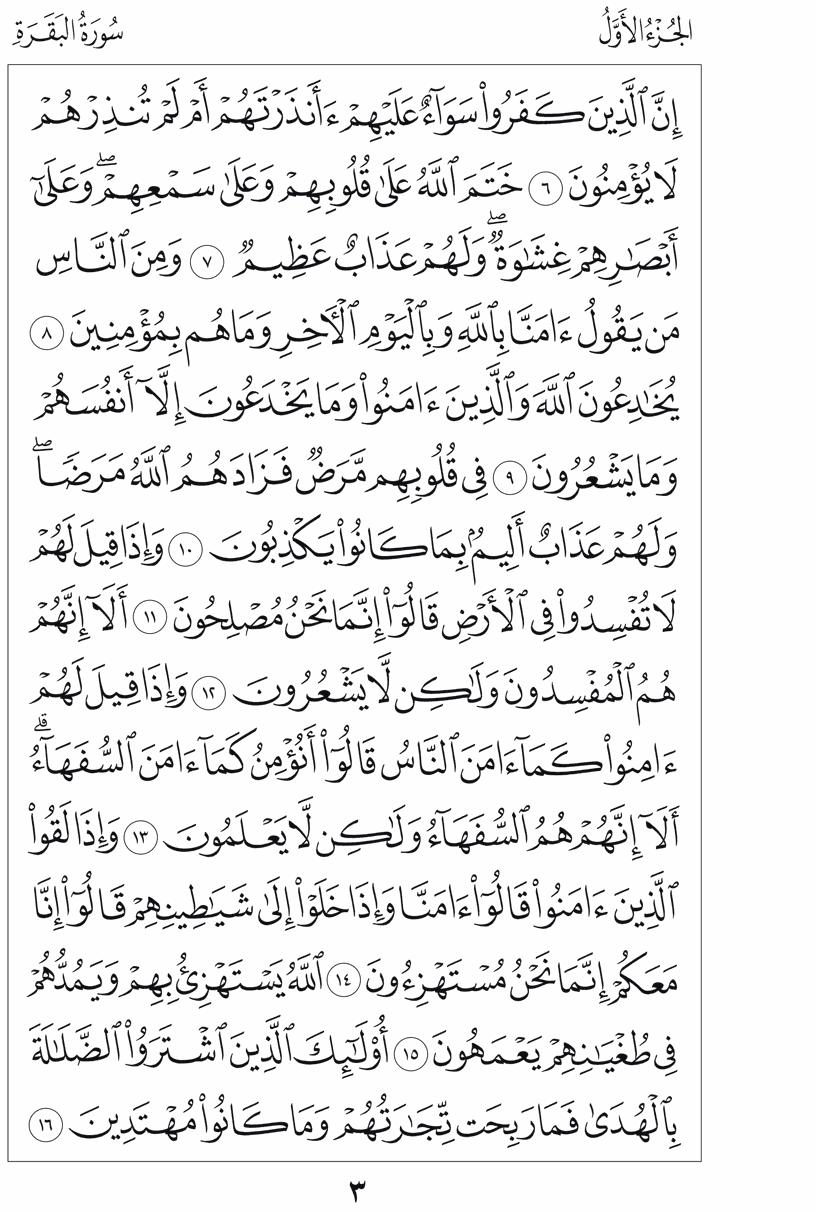 الجُزْءُ الأَوَّلُ
سُورَةُ البَقَرَةِ
إِنَّ ٱلَّذِينَ كَفَرُوا۟ سَوَآءٌ عَلَيْهِمْ ءَأَنذَرْتَهُمْ أَمْ لَمْ تُنذِرْهُمْ
لَا يُؤْمِنُونَ ٦ خَتَمَ ٱللَّهُ عَلَىٰ قُلُوبِهِمْ وَعَلَىٰ سَمْعِهِمْ ۖ وَعَلَىٰٓ
أَبْصَـٰرِهِمْ غِشَـٰوَةٌ ۖ وَلَهُمْ عَذَابٌ عَظِيمٌ ٧ وَمِنَ ٱلنَّاسِ
مَن يَقُولُ ءَامَنَّا بِٱللَّهِ وَبِٱلْيَوْمِ ٱلْـَٔاخِرِ وَمَا هُم بِمُؤْمِنِينَ ٨
يُخَـٰدِعُونَ ٱللَّهَ وَٱلَّذِينَ ءَامَنُوا۟ وَمَا يَخْدَعُونَ إِلَّآ أَنفُسَهُمْ
وَمَا يَشْعُرُونَ ٩ فِى قُلُوبِهِم مَّرَضٌ فَزَادَهُمُ ٱللَّهُ مَرَضًا ۖ
وَلَهُمْ عَذَابٌ أَلِيمٌۢ بِمَا كَانُوا۟ يَكْذِبُونَ ١٠ وَإِذَا قِيلَ لَهُمْ
لَا تُفْسِدُوا۟ فِى ٱلْأَرْضِ قَالُوٓا۟ إِنَّمَا نَحْنُ مُصْلِحُونَ ١١ أَلَآ إِنَّهُمْ
هُمُ ٱلْمُفْسِدُونَ وَلَـٰكِن لَّا يَشْعُرُونَ ١٢ وَإِذَا قِيلَ لَهُمْ
ءَامِنُوا۟ كَمَآ ءَامَنَ ٱلنَّاسُ قَالُوٓا۟ أَنُؤْمِنُ كَمَآ ءَامَنَ ٱلسُّفَهَآءُ ۗ
أَلَآ إِنَّهُمْ هُمُ ٱلسُّفَهَآءُ وَلَـٰكِن لَّا يَعْلَمُونَ ١٣ وَإِذَا لَقُوا۟
ٱلَّذِينَ ءَامَنُوا۟ قَالُوٓا۟ ءَامَنَّا وَإِذَا خَلَوْا۟ إِلَىٰ شَيَـٰطِينِهِمْ قَالُوٓا۟ إِنَّا
مَعَكُمْ إِنَّمَا نَحْنُ مُسْتَهْزِءُونَ ١٤ ٱللَّهُ يَسْتَهْزِئُ بِهِمْ وَيَمُدُّهُمْ
فِى طُغْيَـٰنِهِمْ يَعْمَهُونَ ١٥ أُو۟لَـٰٓئِكَ ٱلَّذِينَ ٱشْتَرَوُا۟ ٱلضَّلَـٰلَةَ
بِٱلْهُدَىٰ فَمَا رَبِحَت تِّجَـٰرَتُهُمْ وَمَا كَانُوا۟ مُهْتَدِينَ ١٦
٣